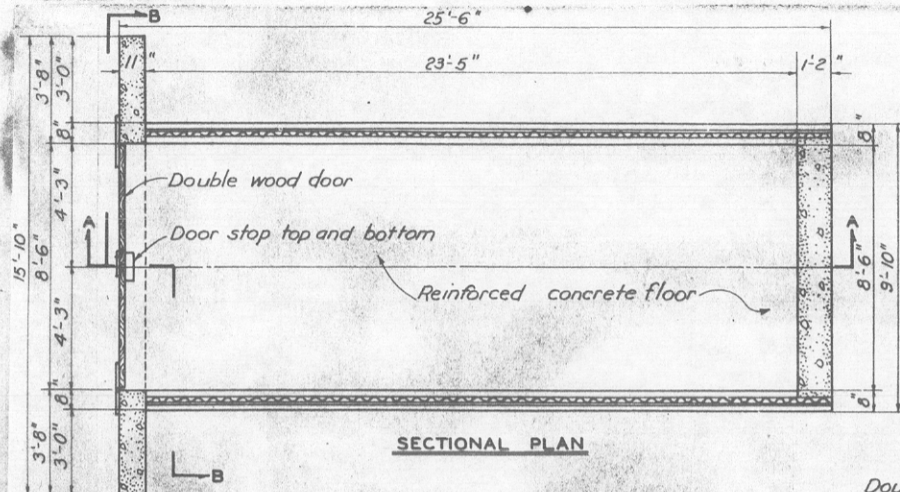 B
25'-6"
11"
23'-5"
1'-2"
3'-8"
3'-0"
8"
8"
4'-3"
Double wood door
A
Door stop top and bottom
A
15'-10"
8'-6"
8'-6"
9'-10"
Reinforced concrete floor
4'-3"
8"
8"
3'-8"
3'-0"
SECTIONAL PLAN
B
Dou